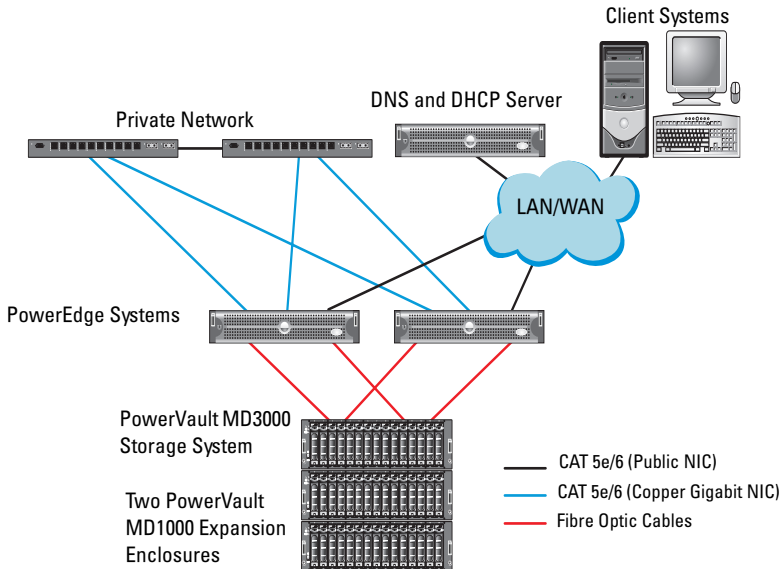 Client Systems
DNS and DHCP Server
Private Network
LAN/WAN
PowerEdge Systems
PowerVault MD3000
Storage System
Two PowerVault
MD1000 Expansion
Enclosures
CAT 5e/6 (Public NIC)
CAT 5e/6 (Copper Gigabit NIC)
Fibre Optic Cables